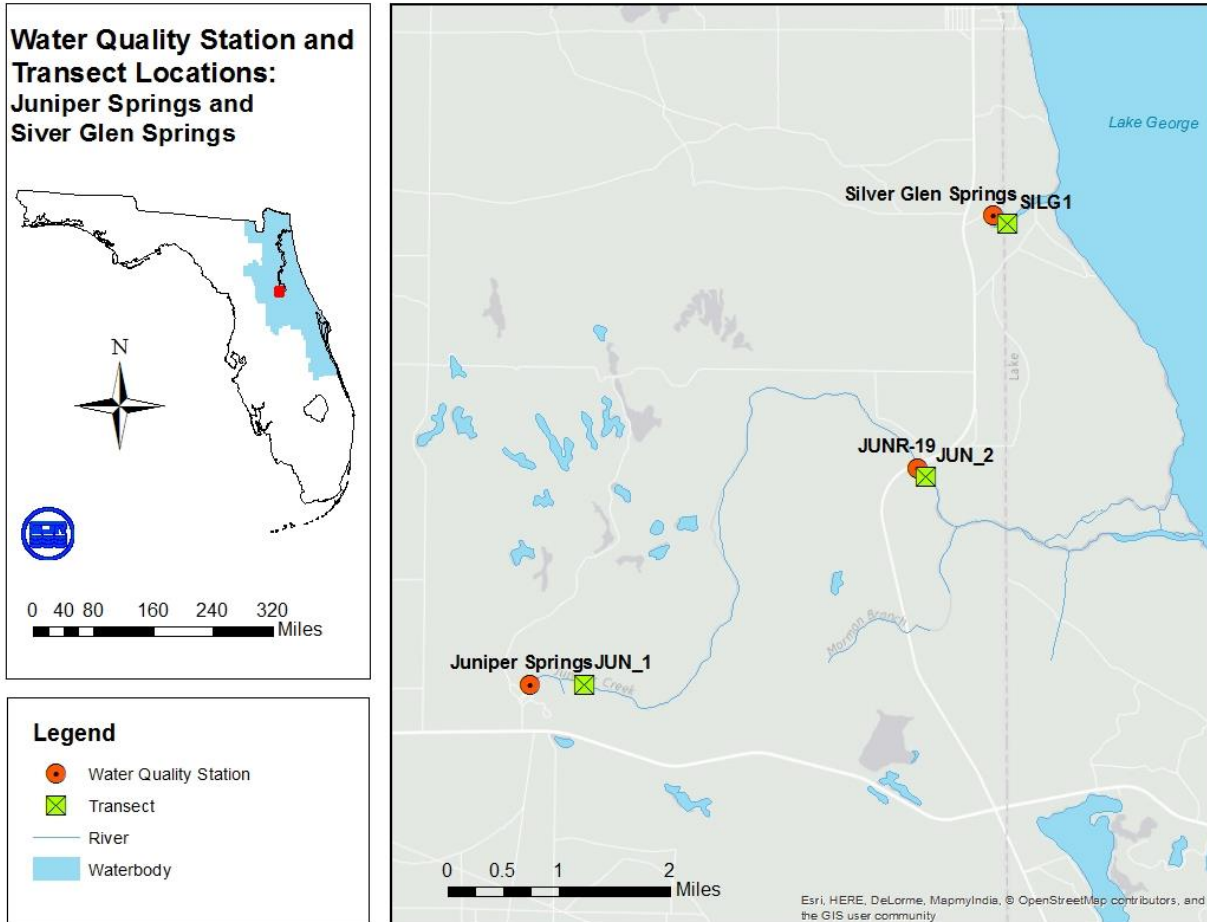 Water Quality Station and
Transect Locations:
Juniper Springs and
Siver Glen Springs
N
0 40 80 160 240 320
Miles
Legend
Water Quality Station
Transect
River
Waterbody
Lake George
Silver Glen Springs
SILG1
Lake
JUNR-19
JUN_2
Mormon Branch
Juniper Springs
JUN_1
Creek
0 0.5 1 2
Miles
Esri, HERE, DeLorme, MapmyIndia, © OpenStreetMap contributors, and
the GIS user community